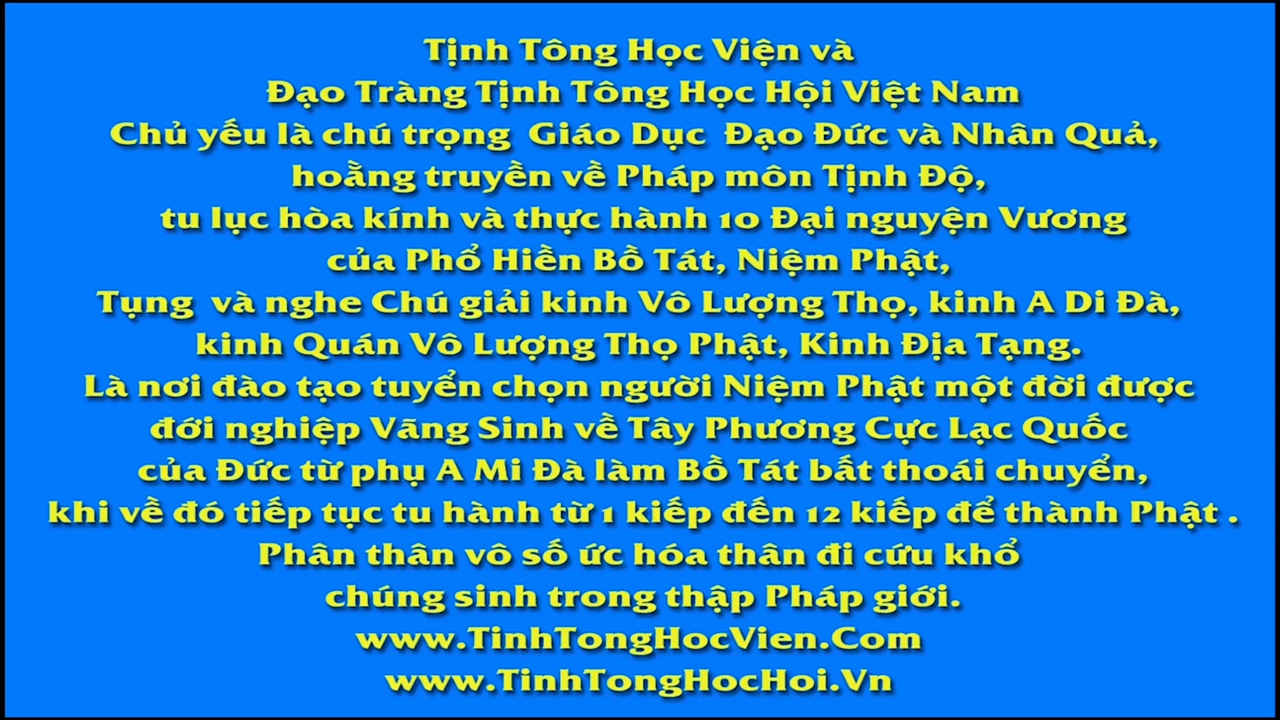 Tịnh Tông Học Viện và
Đạo Tràng Tịnh Tông Học Hội Việt Nam
Chủ yếu là chú trọng Giáo Dục Đạo Đức và Nhân Quả,
hoằng truyền về Pháp môn Tịnh Độ,
tu lục hòa kính và thực hành 10 Đại nguyện Vương
của Phổ Hiền Bồ Tát, Niệm Phật,
Tụng và nghe Chú giải kinh Vô Lượng Thọ, kinh A Di Đà,
kinh Quán Vô Lượng Thọ Phật, Kinh Địa Tạng.
Là nơi đào tạo tuyển chọn người Niệm Phật một đời được
đới nghiệp Vãng Sinh về Tây Phương Cực Lạc Quốc
của Đức từ phụ A Mi Đà làm Bồ Tát bất thoái chuyển,
khi về đó tiếp tục tu hành từ 1 kiếp đến 12 kiếp để thành Phật .
Phân thân vô số ức hóa thân đi cứu khổ
chúng sinh trong thập Pháp giới.
www.TinhTongHocVien.Com
www.TinhTongHocHoi.Vn